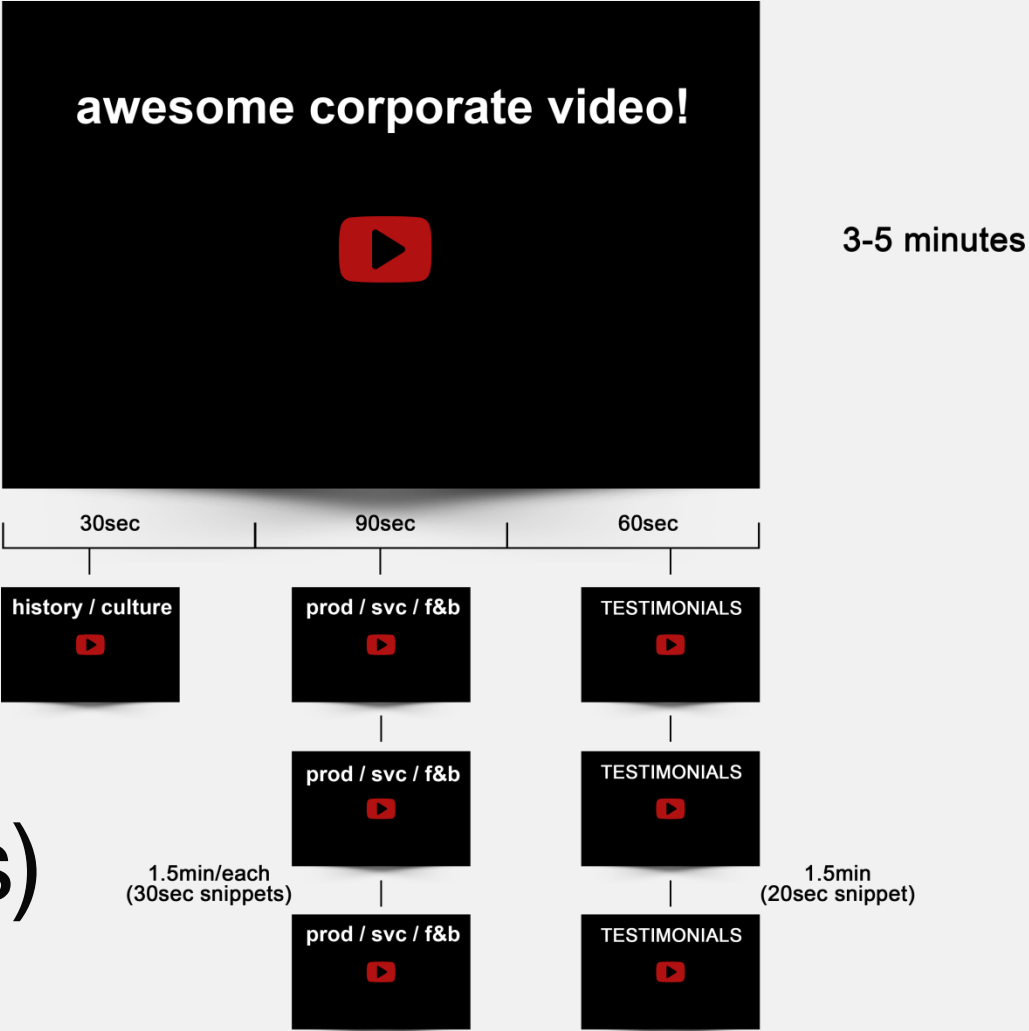 awesome corporate video!
3-5 minutes
30sec
90sec
60sec
history / culture
prod / svc / f&b
TESTIMONIALS
prod / svc / f&b
TESTIMONIALS
s)
1.5min/each
(30sec snippets)
1.5min
(20sec snippet)
prod / svc / f&b
TESTIMONIALS